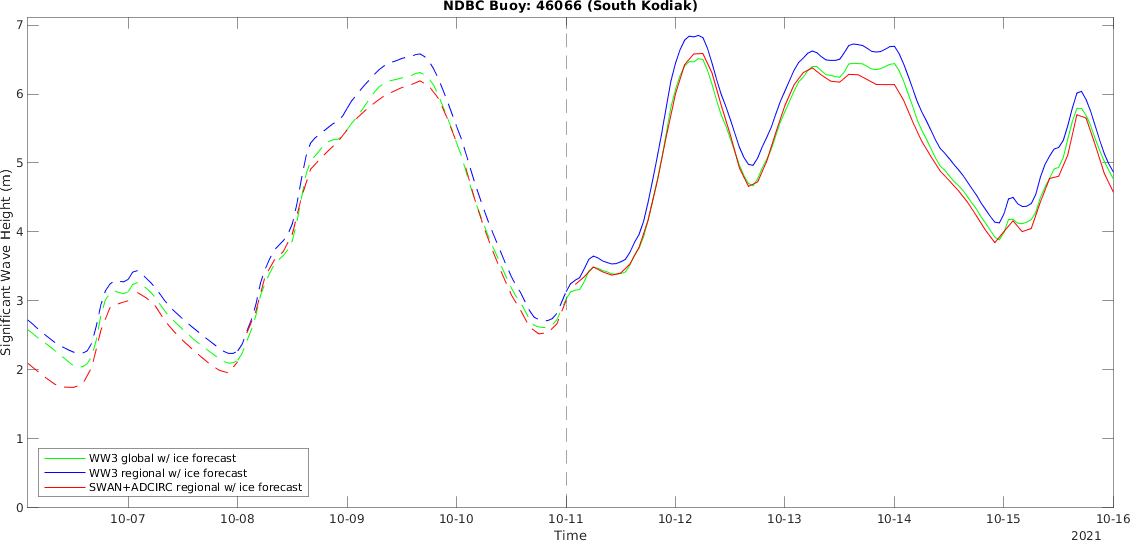 NDBC Buoy: 46066 (South Kodiak)
Significant Wave Height (m)
7
6
5
4
3
2
1
0
WW3 global w/ ice forecast
WW3 regional w/ ice forecast
SWAN+ADCIRC regional w/ ice forecast
10-07 10-08 10-09 10-10 10-11 10-12 10-13 10-14 10-15 10-16
Time
2021